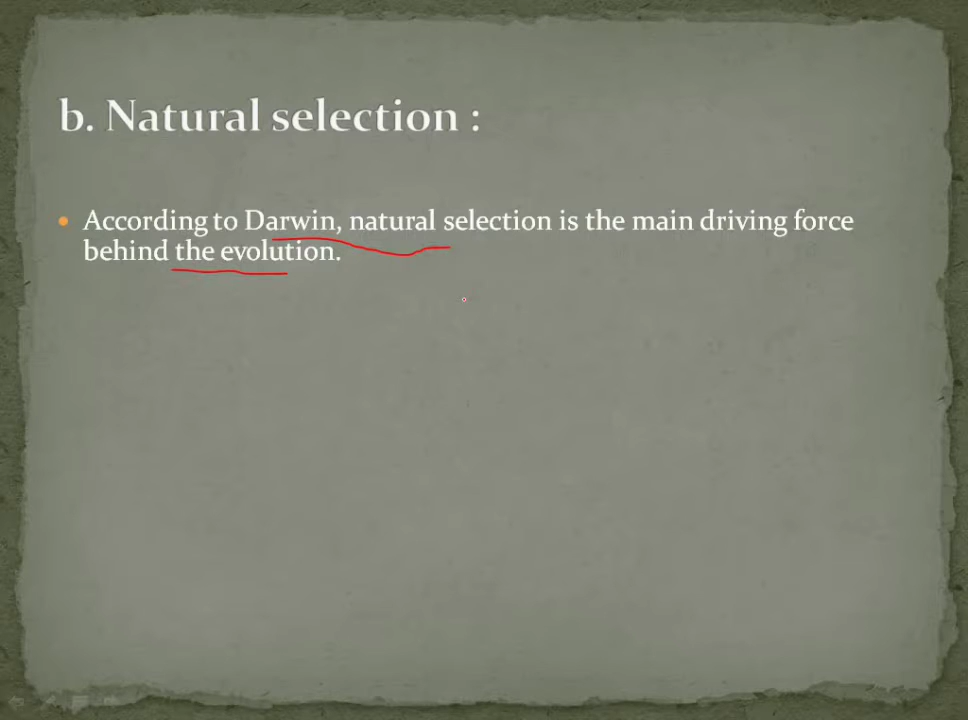 b. Natural selection :
• According to Darwin, natural selection is the main driving force
behind the evolution.